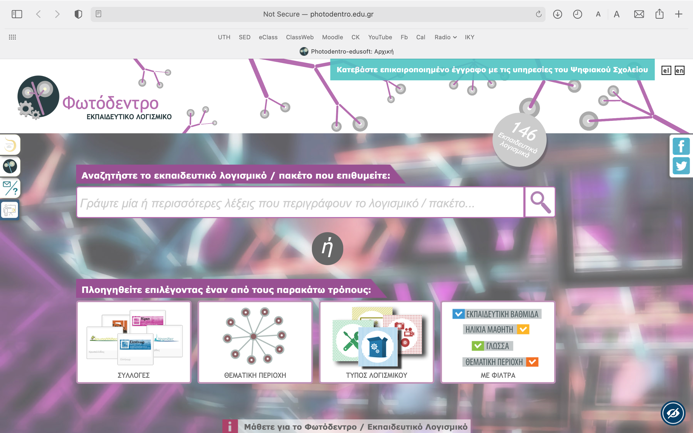 Not Secure — photodentro.edu.gr
UTH SED eClass ClassWeb Moodle CK YouTube Fb Cal Radio IKY
Photodentro-edusoft: Αρχική
Κατεβάστε επικαιροποιημένο έγγραφο με τις υπηρεσίες του Ψηφιακού Σχολείου
el en
Φωτόδεντρο
ΕΚΠΑΙΔΕΥΤΙΚΟ ΛΟΓΙΣΜΙΚΟ
146
Εκπαιδευτικά
λογισμικά
Αναζητήστε το εκπαιδευτικό λογισμικό / πακέτο που επιθυμείτε:
Γράψτε μία ή περισσότερες λέξεις που περιγράφουν το λογισμικό / πακέτο...
ή
Πλοηγηθείτε επιλέγοντας έναν από τους παρακάτω τρόπους:
ΣΥΛΛΟΓΕΣ
ΘΕΜΑΤΙΚΗ ΠΕΡΙΟΧΗ
ΤΥΠΟΣ ΛΟΓΙΣΜΙΚΟΥ
ΕΚΠΑΙΔΕΥΤΙΚΗ ΒΑΘΜΙΔΑ
ΗΛΙΚΙΑ ΜΑΘΗΤΗ
ΓΛΩΣΣΑ
ΘΕΜΑΤΙΚΗ ΠΕΡΙΟΧΗ
ΜΕ ΦΙΛΤΡΑ
i Μάθετε για το Φωτόδεντρο / Εκπαιδευτικό Λογισμικό